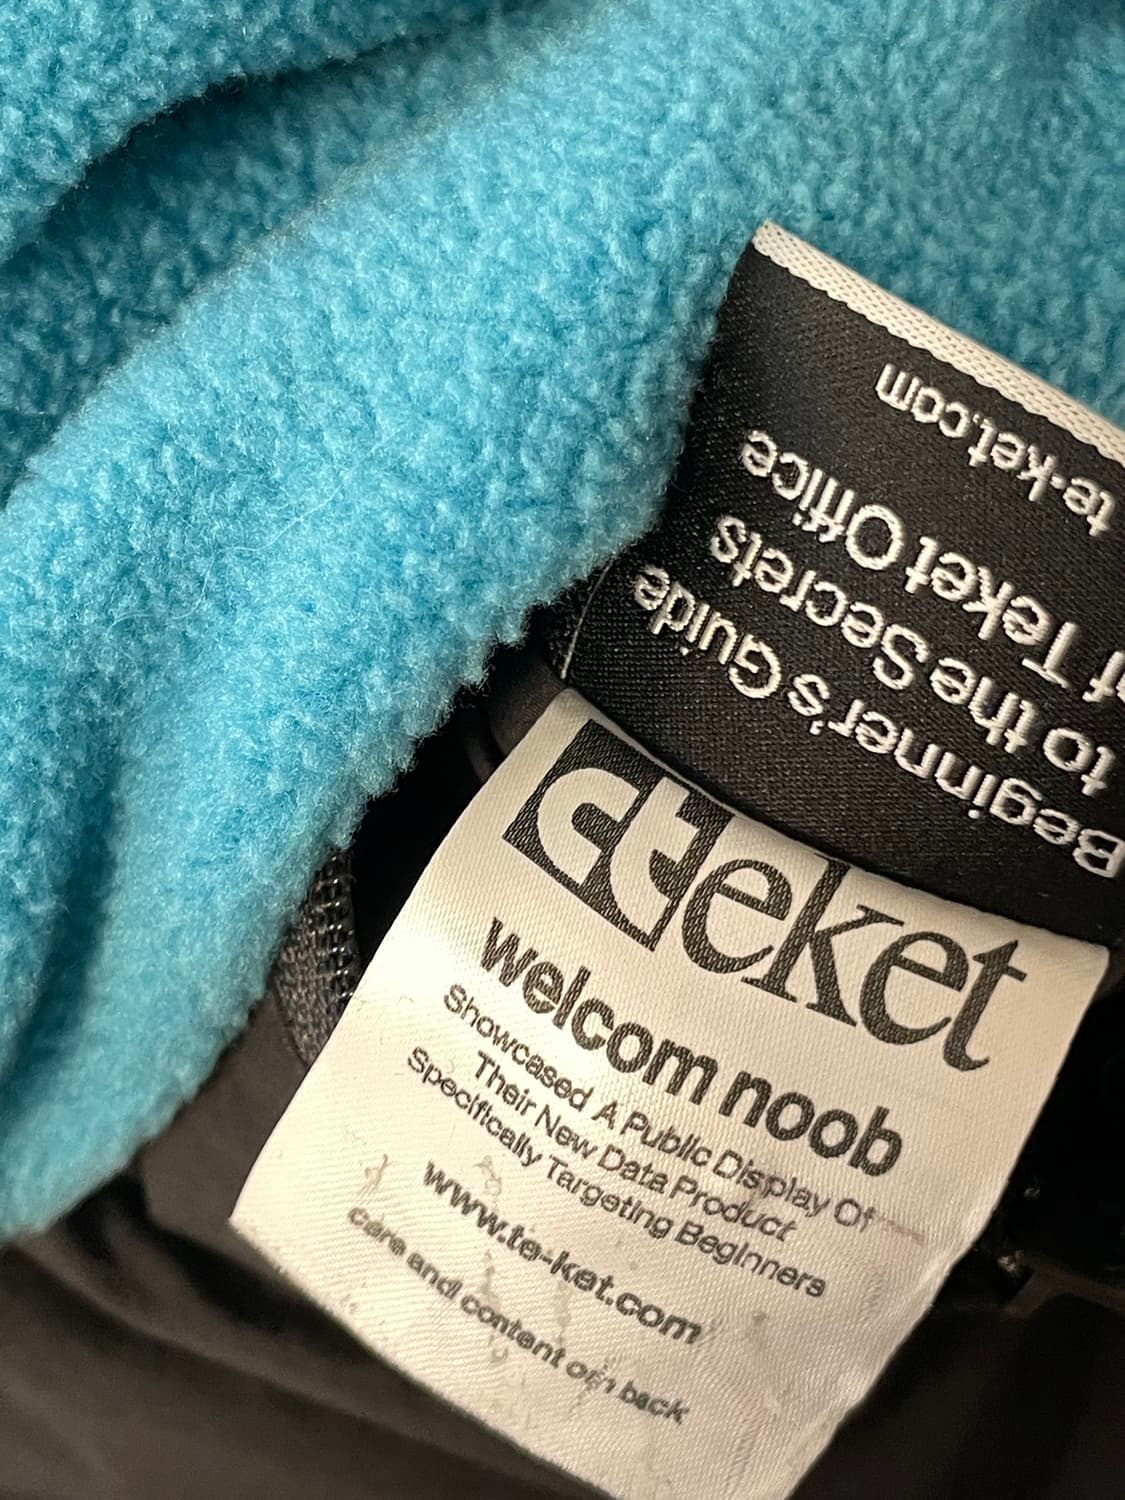 Beginner's Guide
to the Secrets
of Teket Office
te-ket.com
teket
welcom noob
Showcased A Public Display Of
Their New Data Product
Specifically Targeting Beginners
www.te-ket.com
care and content on back